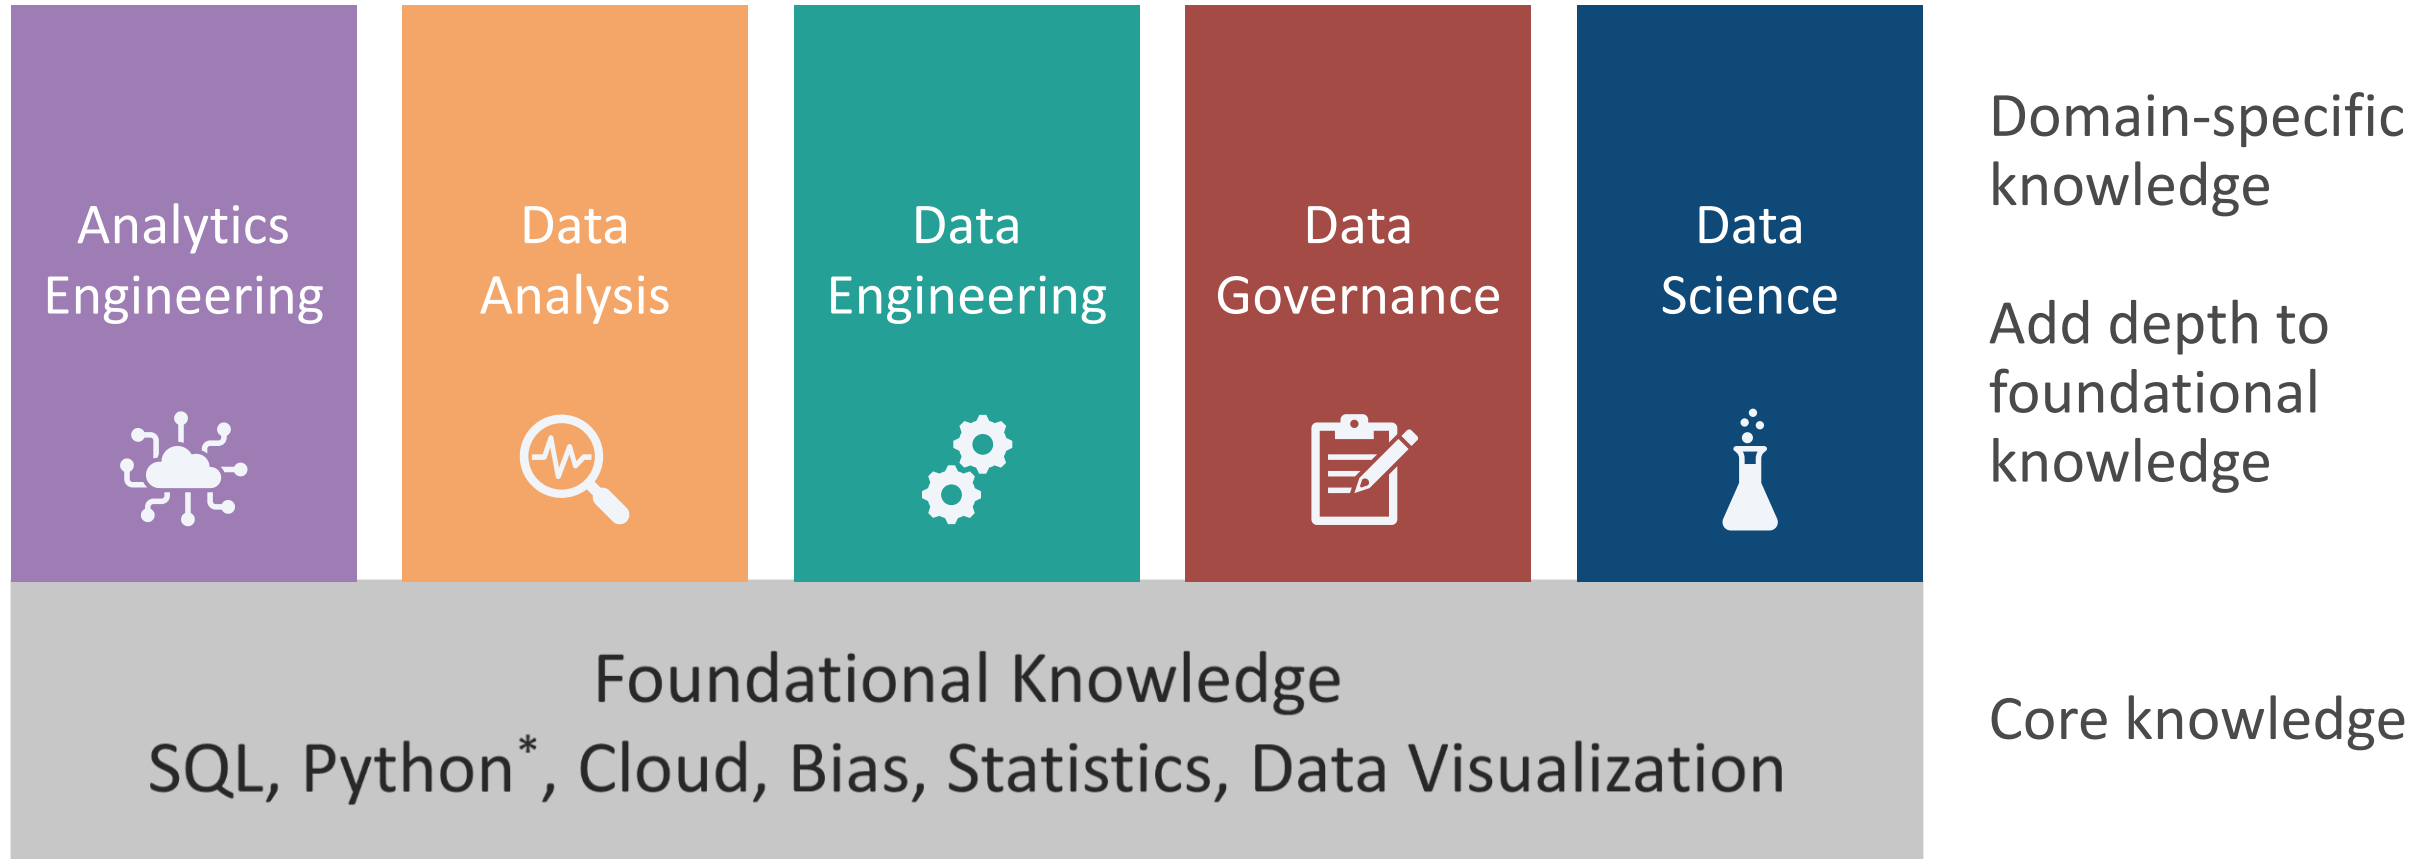 Analytics
Engineering
Data
Analysis
Data
Engineering
Data
Governance
Data
Science
Domain-specific
knowledge
Add depth to
foundational
knowledge
Foundational Knowledge
SQL, Python*, Cloud, Bias, Statistics, Data Visualization
Core knowledge